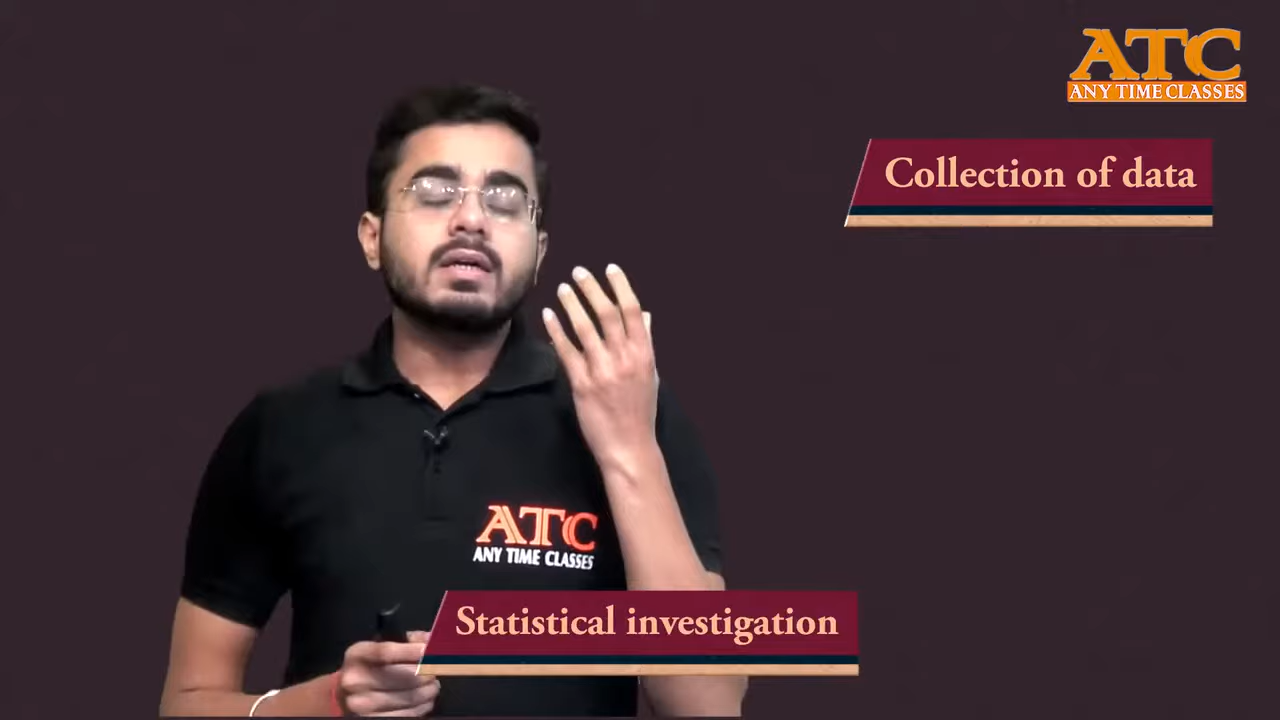 ATC
ANY TIME CLASSES
Collection of data
ATC
ANY TIME CLASSES
Statistical investigation